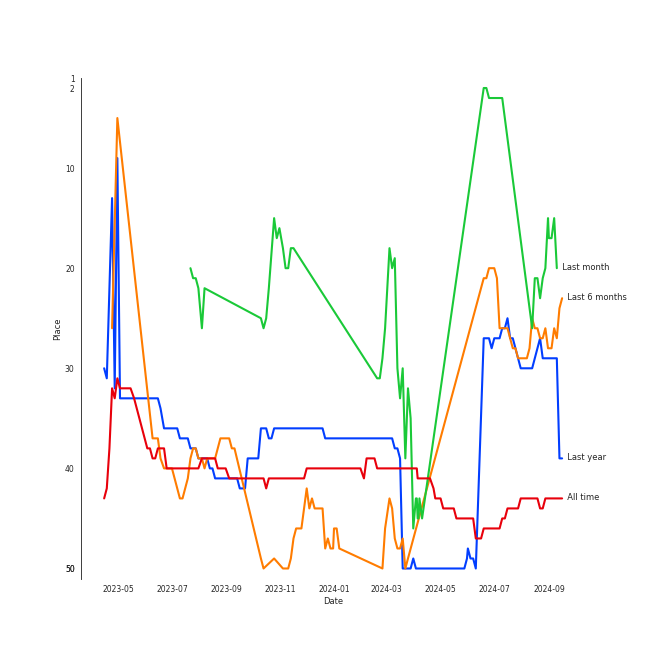 1
2
10
20
30
40
50
Place
2023-05
2023-07
2023-09
2023-11
2024-01
2024-03
2024-05
2024-07
2024-09
Date
Last month
Last 6 months
Last year
All time